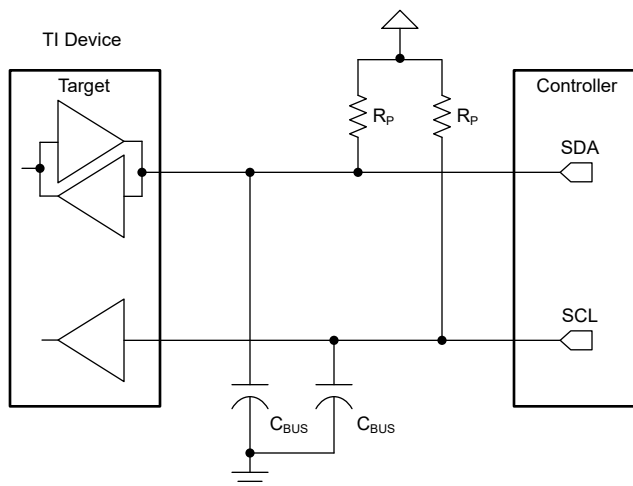 TI Device
Target
Controller
R_P
R_P
SDA
SCL
C_BUS
C_BUS